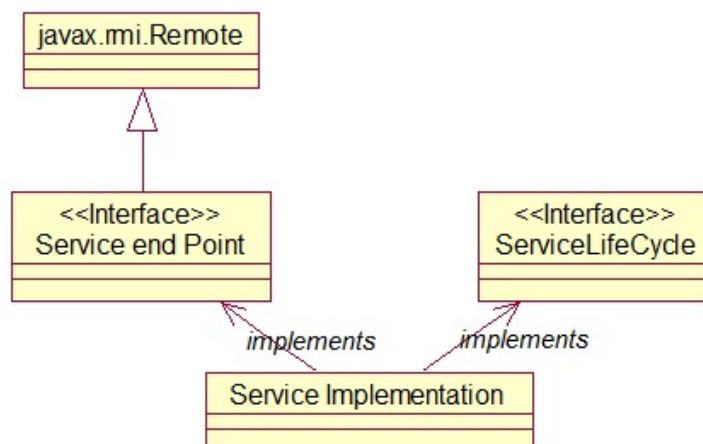 javax.rmi.Remote
<<Interface>>
Service end Point
<<Interface>>
ServiceLifeCycle
implements
implements
Service Implementation